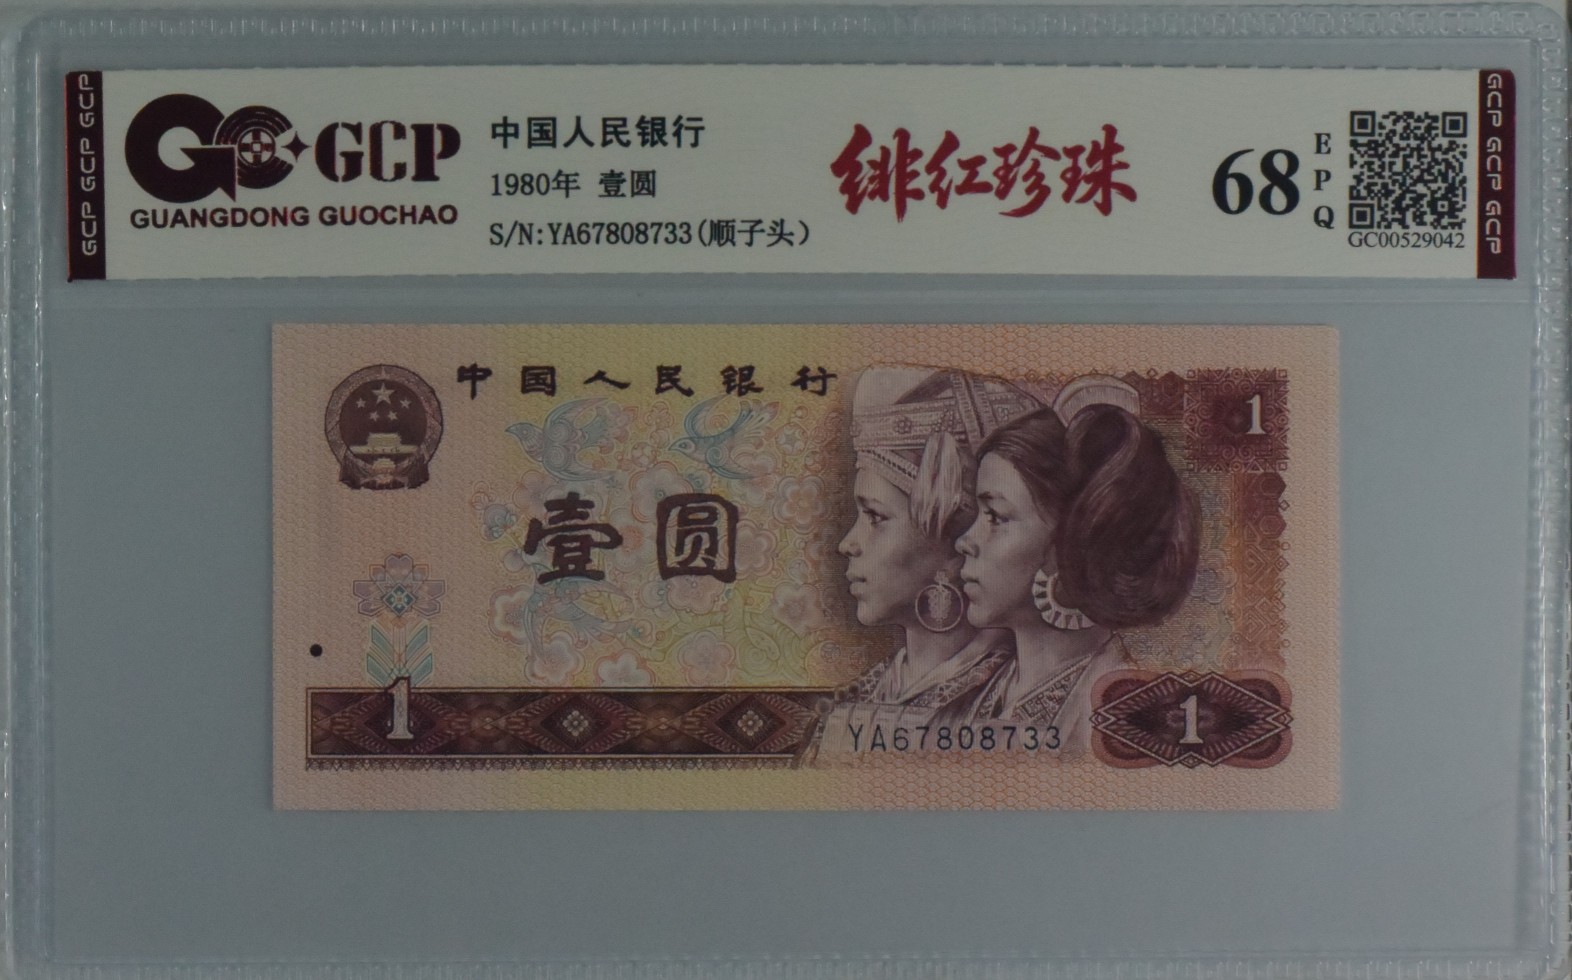 GCP GCP GCP
GCP
GUANGDONG GUOCHAO
中国人民银行
1980年 壹圆
S/N:YA67808733(顺子头)
绯红珍珠
68
EPQ
GC00529042
GCP GCP GCP
中国人民银行
1
壹圆
1
YA67808733
1